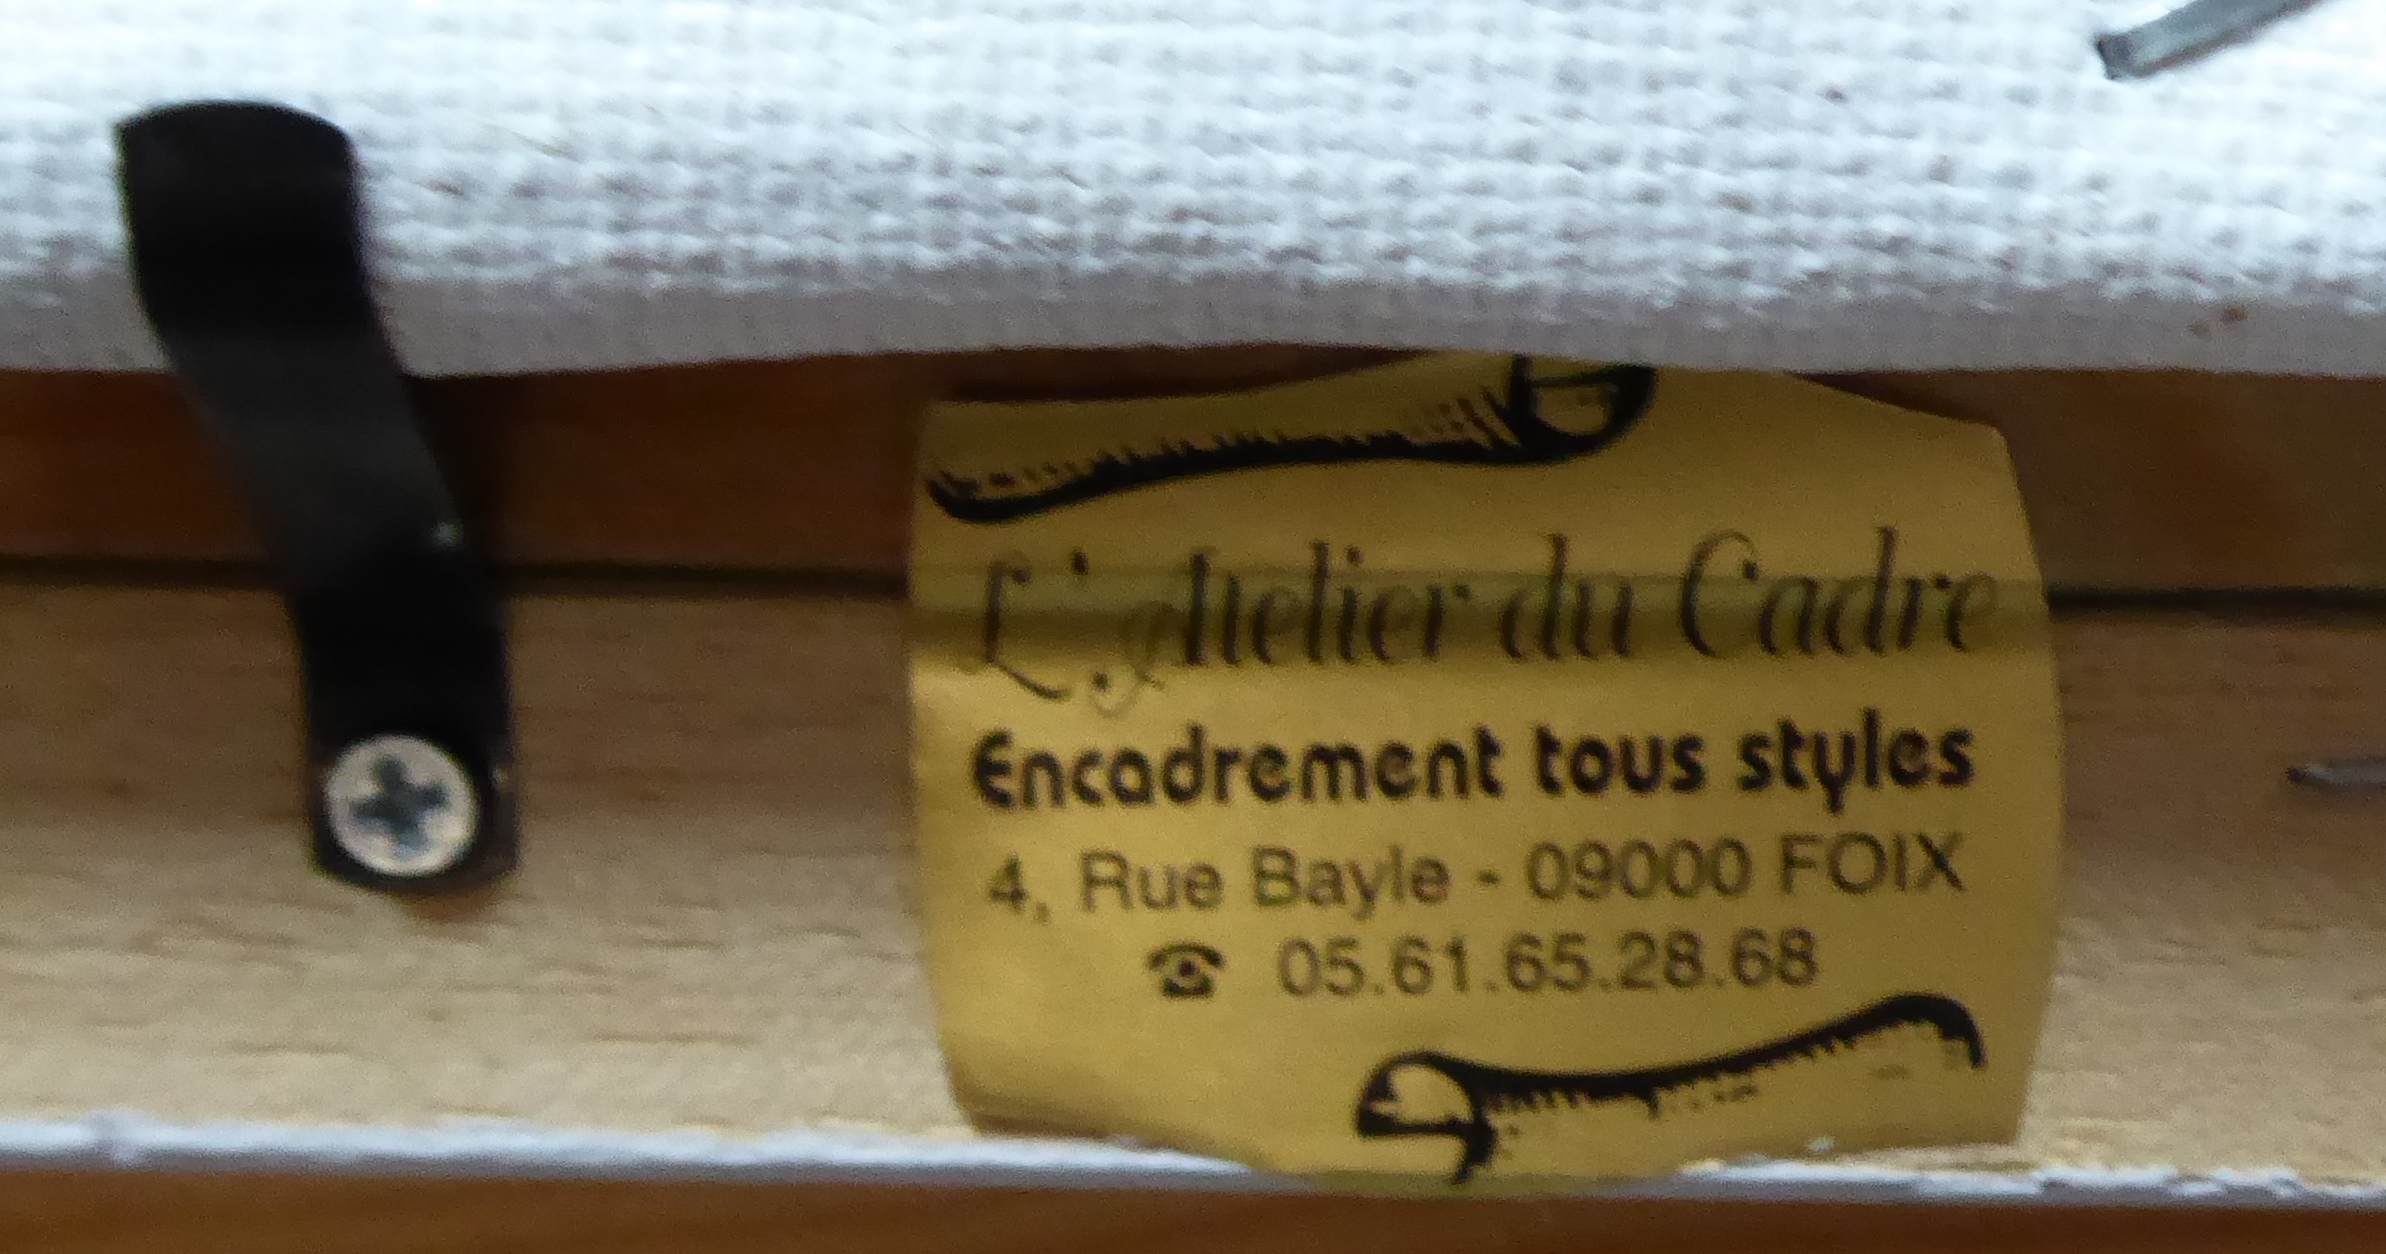 L'Atelier du Cadre
Encadrement tous styles
4, Rue Bayle - 09000 FOIX
☎ 05.61.65.28.68